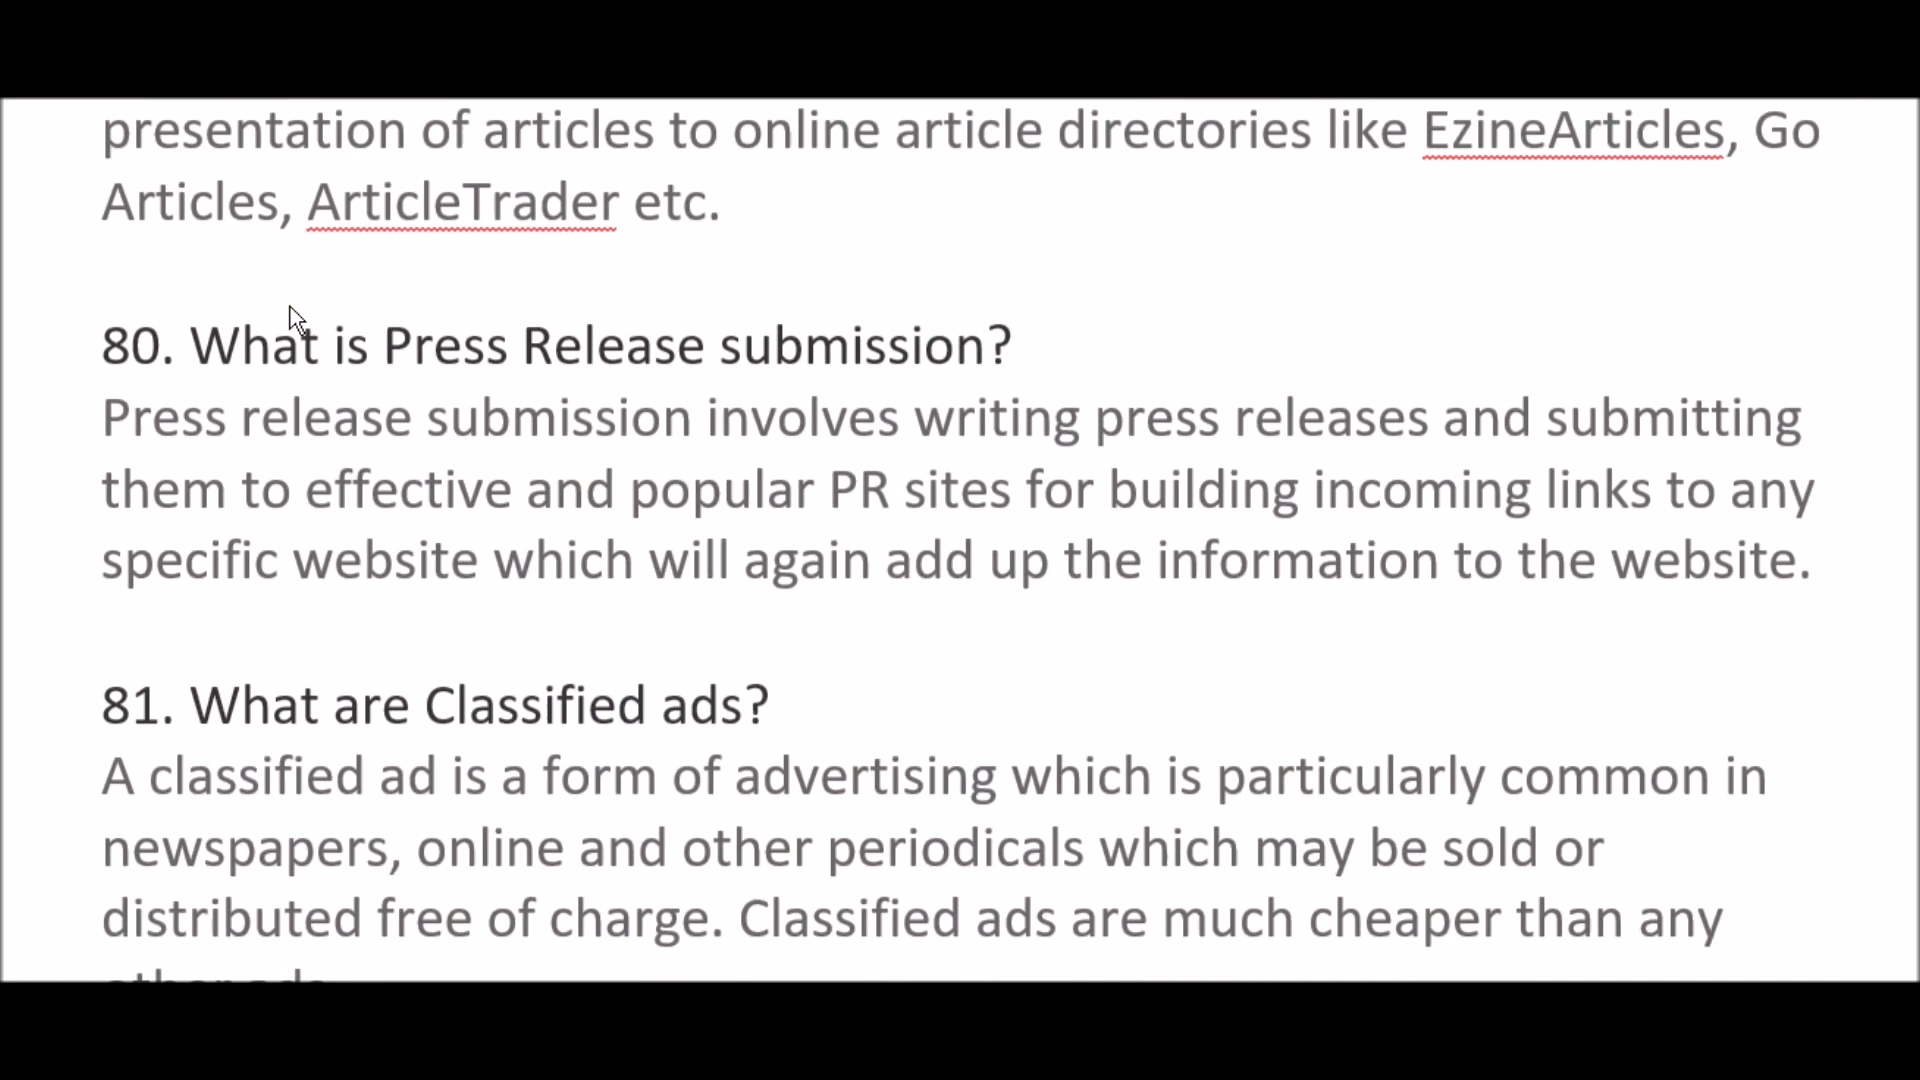 presentation of articles to online article directories like EzineArticles, Go
Articles, ArticleTrader etc.
80. What is Press Release submission?
Press release submission involves writing press releases and submitting
them to effective and popular PR sites for building incoming links to any
specific website which will again add up the information to the website.
81. What are Classified ads?
A classified ad is a form of advertising which is particularly common in
newspapers, online and other periodicals which may be sold or
distributed free of charge. Classified ads are much cheaper than any
other ads